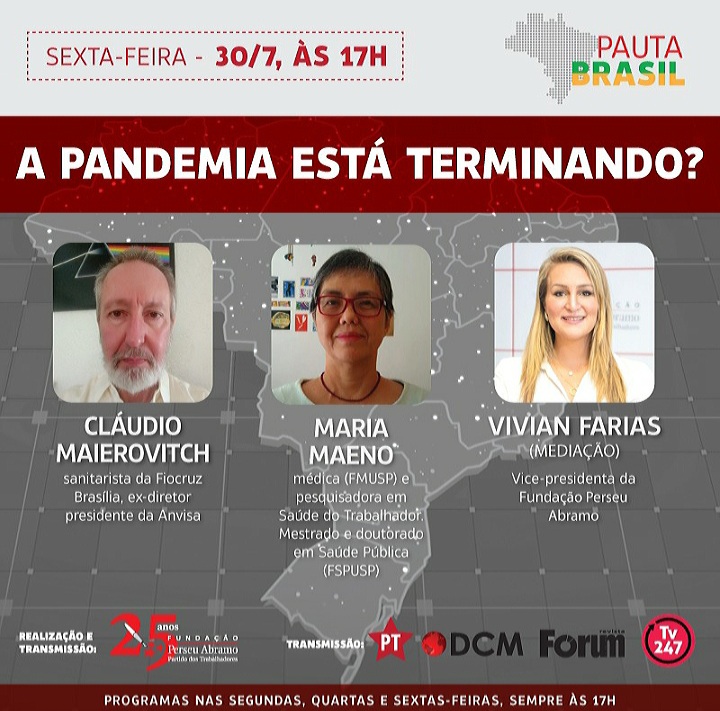 SEXTA-FEIRA - 30/7, ÀS 17H
PAUTA
BRASIL
A PANDEMIA ESTÁ TERMINANDO?
CLÁUDIO
MAIEROVITCH
sanitarista da Fiocruz
Brasília, ex-diretor
presidente da Anvisa
MARIA
MAENO
médica (FMUSP) e
pesquisadora em
Saúde do Trabalhador.
Mestrado e doutorado
em Saúde Pública
(FSPUSP)
VIVIAN FARIAS
(MEDIAÇÃO)
Vice-presidenta da
Fundação Perseu
Abramo
REALIZAÇÃO E
TRANSMISSÃO:
25 anos
FUNDAÇÃO
Perseu Abramo
Partido dos Trabalhadores
TRANSMISSÃO:
PT
DCM
revista
Forum
TV
247
PROGRAMAS NAS SEGUNDAS, QUARTAS E SEXTAS-FEIRAS, SEMPRE ÀS 17H